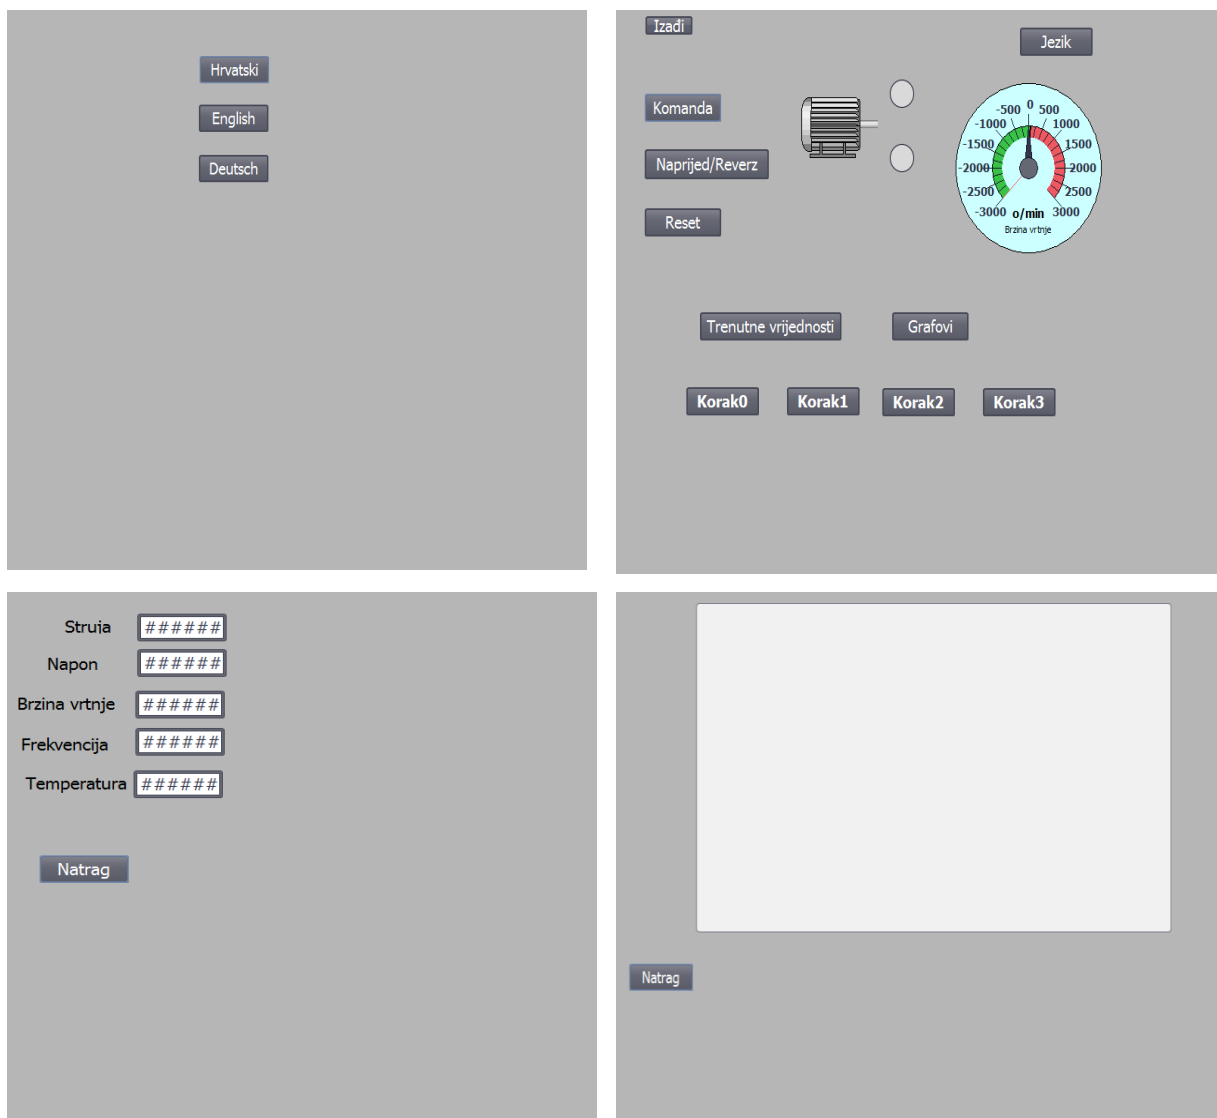 Hrvatski
English
Deutsch
Izađi
Jezik
Komanda
Naprijed/Reverz
Reset
-3000 -2500 -2000 -1500 -1000 -500 0 500 1000 1500 2000 2500 3000
o/min
Brzina vrtnje
Trenutne vrijednosti
Grafovi
Korak0
Korak1
Korak2
Korak3
Struja ######
Napon ######
Brzina vrtnje ######
Frekvencija ######
Temperatura ######
Natrag
Natrag